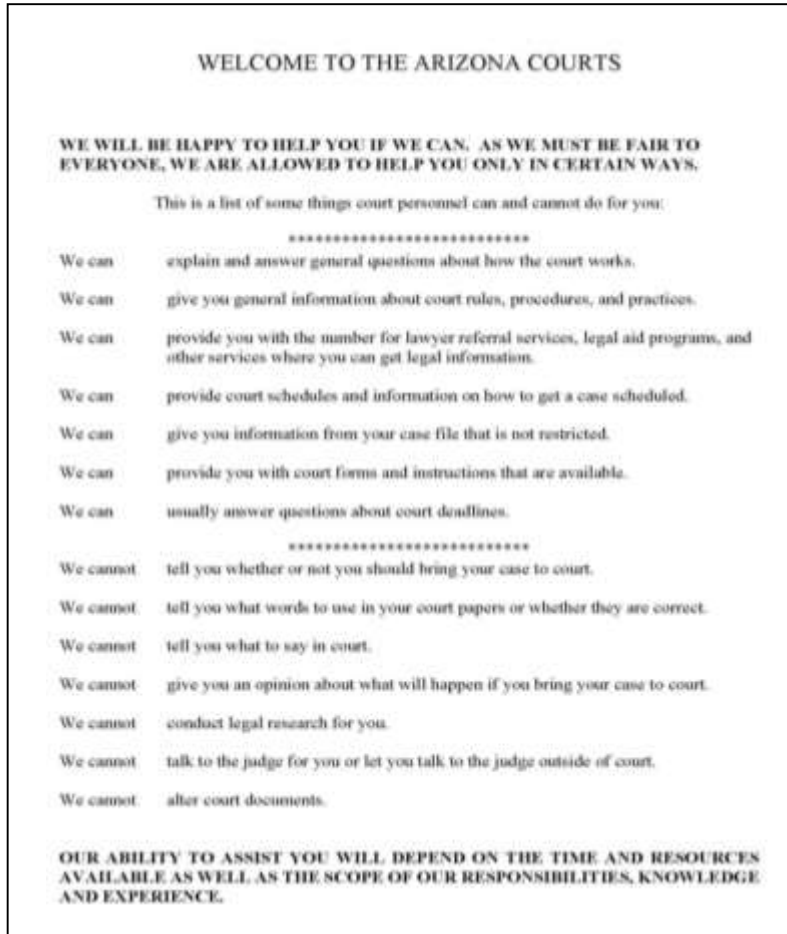 WELCOME TO THE ARIZONA COURTS
WE WILL BE HAPPY TO HELP YOU IF WE CAN. AS WE MUST BE FAIR TO
EVERYONE, WE ARE ALLOWED TO HELP YOU ONLY IN CERTAIN WAYS.
This is a list of some things court personnel can and cannot do for you:
****************************
We can explain and answer general questions about how the court works.
We can give you general information about court rules, procedures, and practices.
We can provide you with the number for lawyer referral services, legal aid programs, and
other services where you can get legal information.
We can provide court schedules and information on how to get a case scheduled.
We can give you information from your case file that is not restricted.
We can provide you with court forms and instructions that are available.
We can usually answer questions about court deadlines.
****************************
We cannot tell you whether or not you should bring your case to court.
We cannot tell you what words to use in your court papers or whether they are correct.
We cannot tell you what to say in court.
We cannot give you an opinion about what will happen if you bring your case to court.
We cannot conduct legal research for you.
We cannot talk to the judge for you or let you talk to the judge outside of court.
We cannot alter court documents.
OUR ABILITY TO ASSIST YOU WILL DEPEND ON THE TIME AND RESOURCES
AVAILABLE AS WELL AS THE SCOPE OF OUR RESPONSIBILITIES, KNOWLEDGE
AND EXPERIENCE.